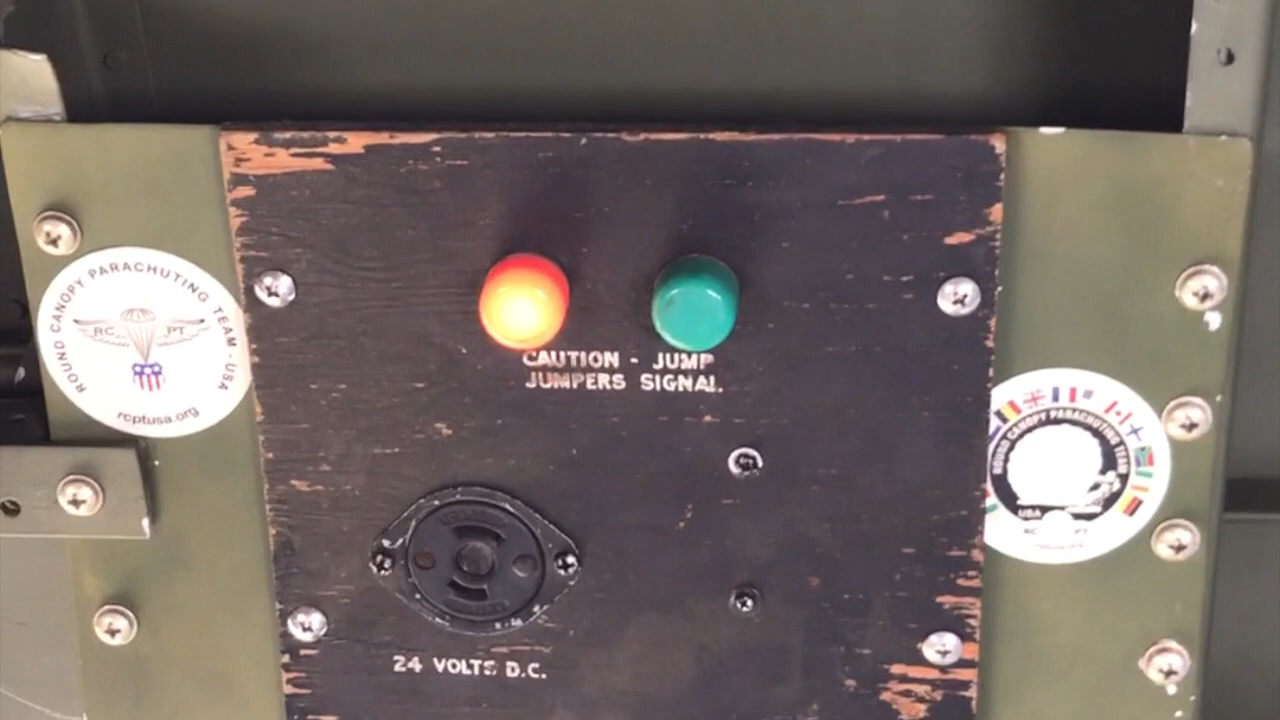 ROUND CANOPY PARACHUTING TEAM - USA
RC PT
rcptusa.org
CAUTION - JUMP
JUMPERS SIGNAL
24 VOLTS D.C.
ROUND CANOPY PARACHUTING TEAM
USA
RC PT